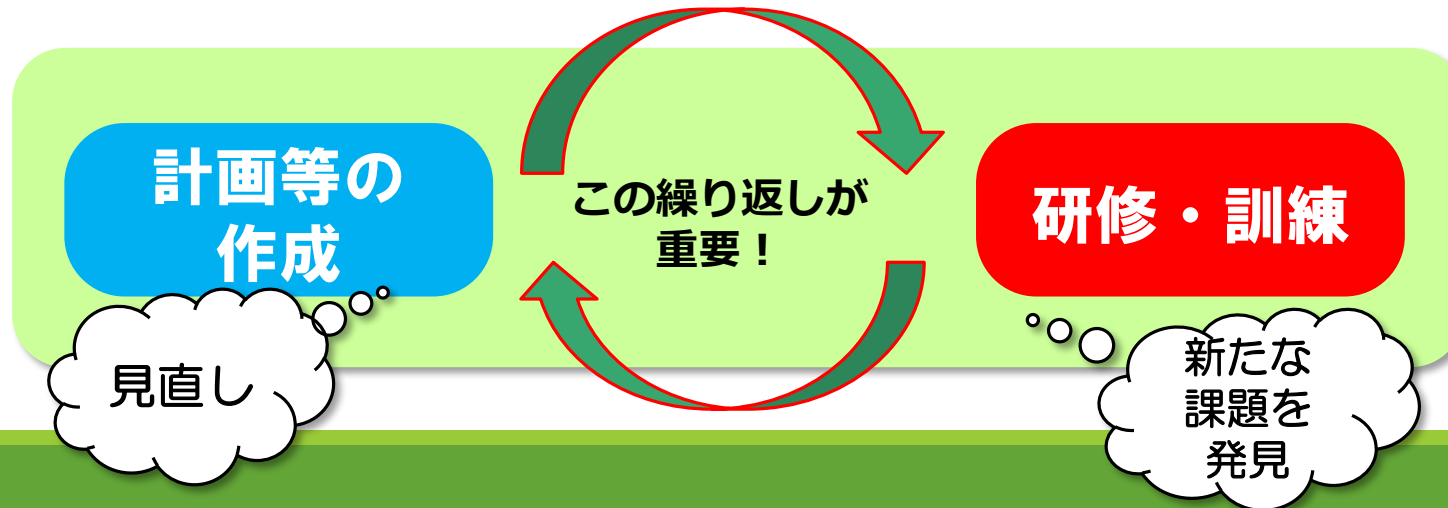 計画等の
作成
この繰り返しが
重要！
研修・訓練
見直し
新たな
課題を
発見